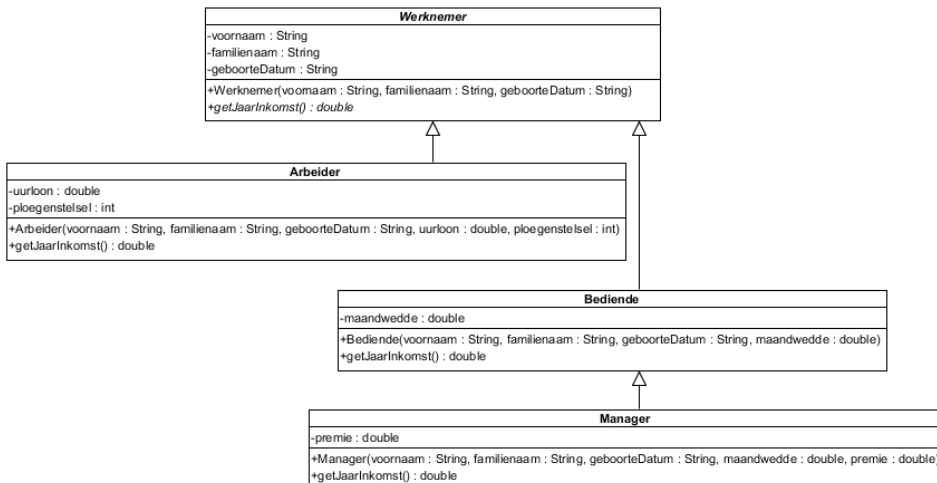 Werknemer
-voornaam : String
-familienaam : String
-geboorteDatum : String
+Werknemer(voornaam : String, familienaam : String, geboorteDatum : String)
+getJaarInkomst() : double
Arbeider
-uurloon : double
-ploegenstelsel : int
+Arbeider(voornaam : String, familienaam : String, geboorteDatum : String, uurloon : double, ploegenstelsel : int)
+getJaarInkomst() : double
Bediende
-maandwedde : double
+Bediende(voornaam : String, familienaam : String, geboorteDatum : String, maandwedde : double)
+getJaarInkomst() : double
Manager
-premie : double
+Manager(voornaam : String, familienaam : String, geboorteDatum : String, maandwedde : double, premie : double)
+getJaarInkomst() : double